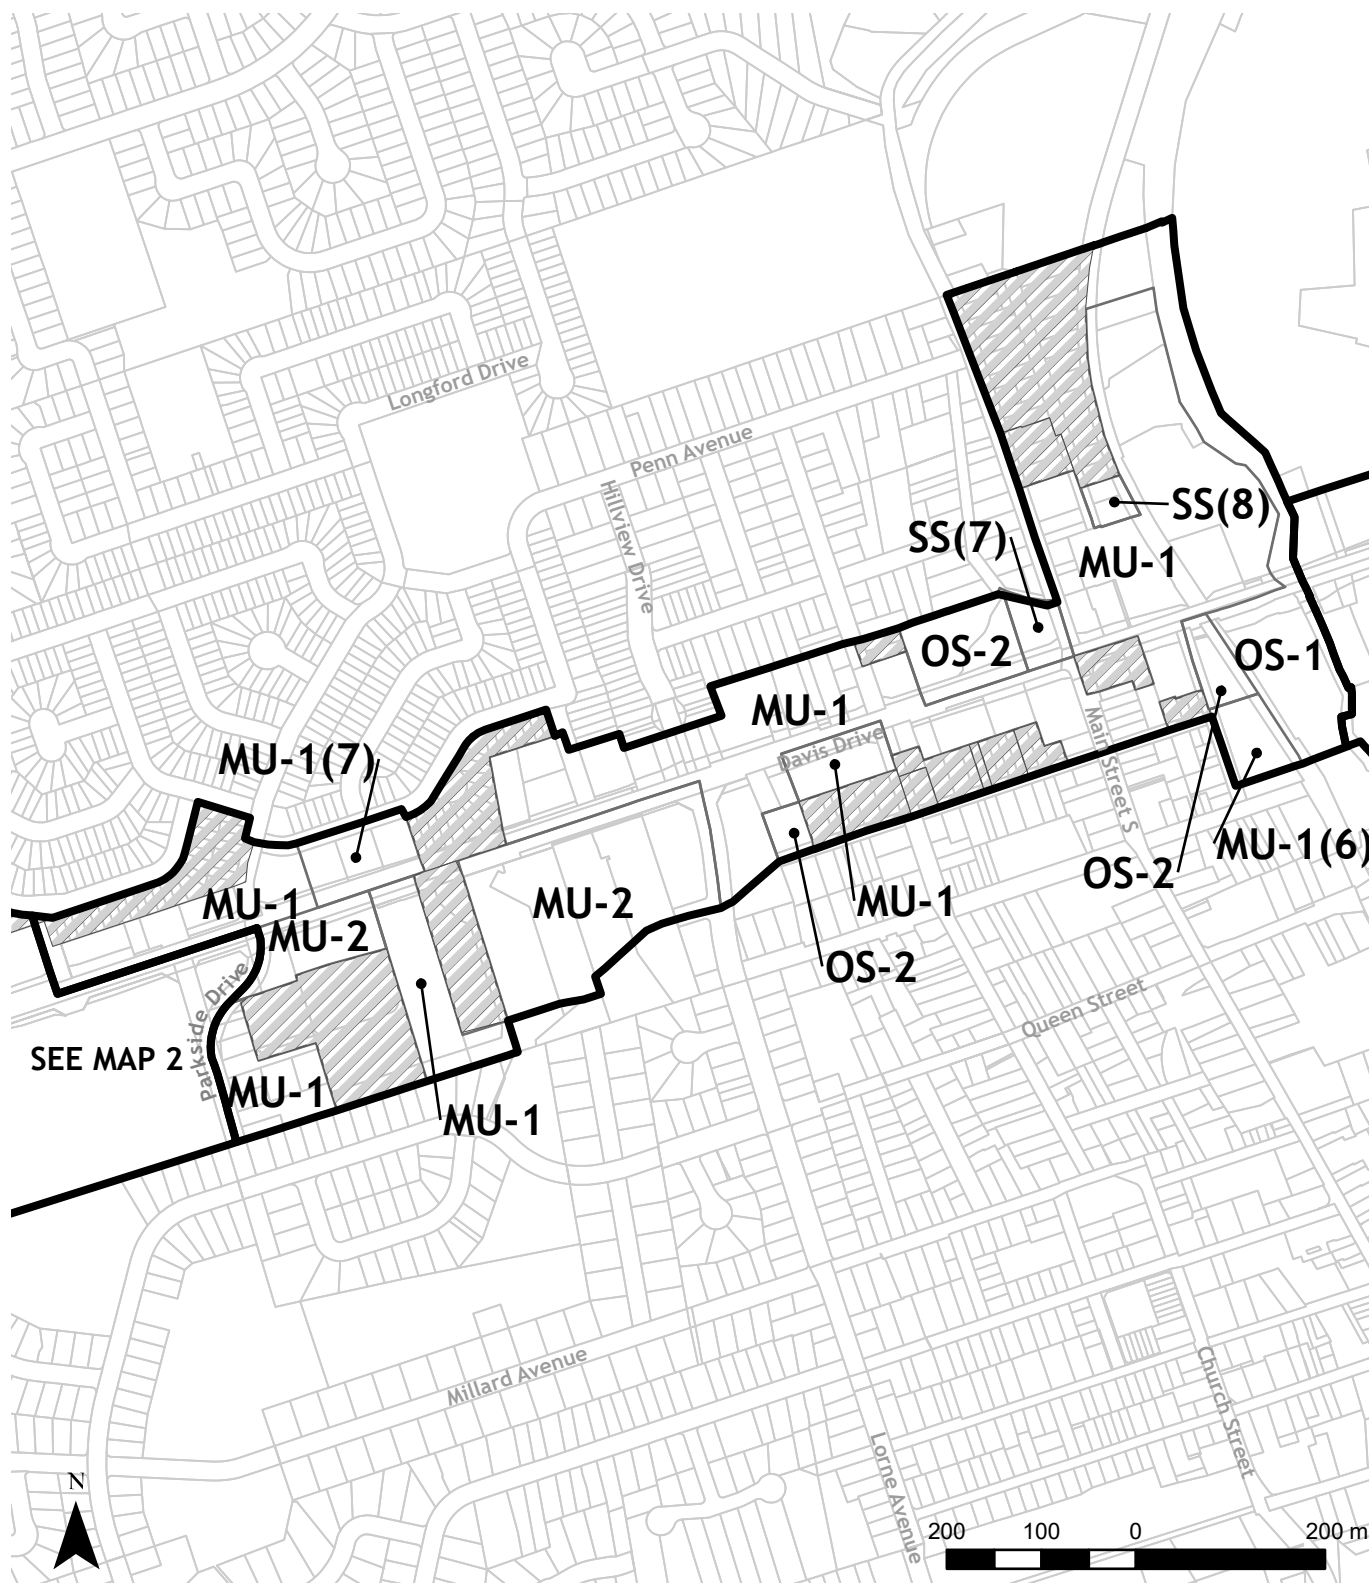 Longford Drive
Penn Avenue
Hillview Drive
SS(8)
SS(7)
MU-1
OS-2
OS-1
MU-1
Main Street S
Davis Drive
MU-1(7)
MU-1(6)
OS-2
MU-1
MU-1
MU-2
MU-2
OS-2
Parkside Drive
Queen Street
SEE MAP 2
MU-1
MU-1
Millard Avenue
Church Street
Lorne Avenue
N
200 100 0 200 m